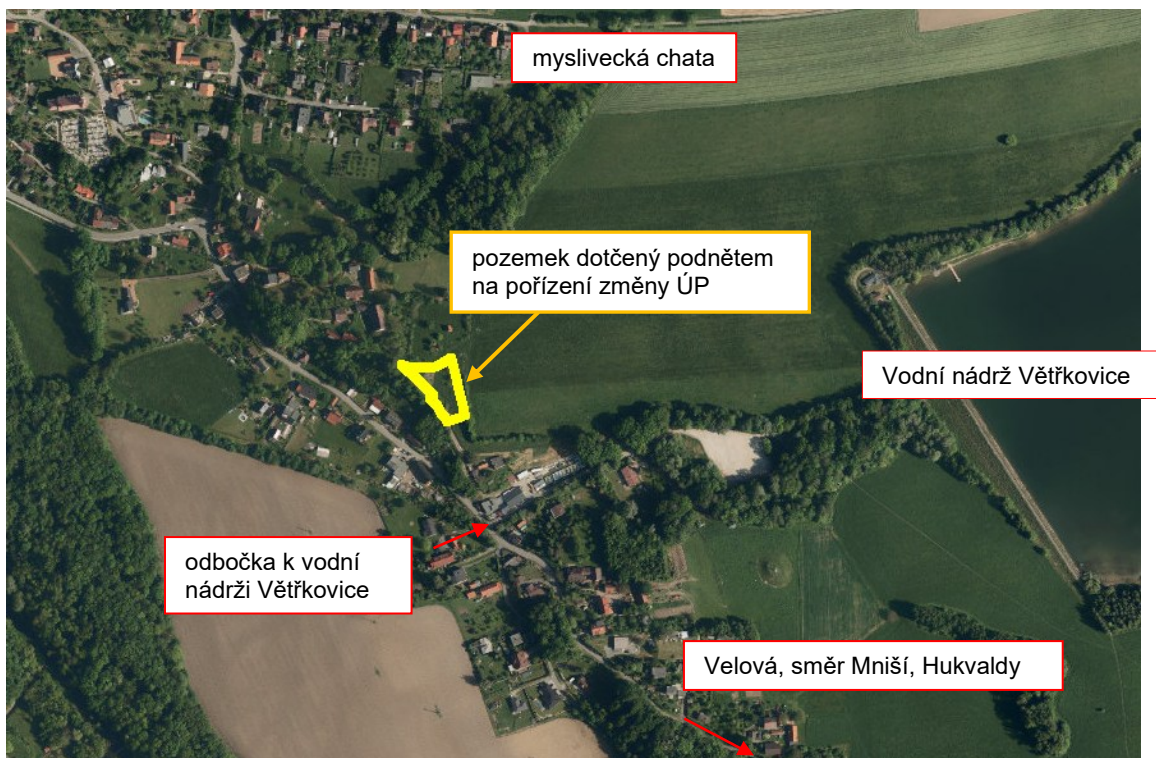 myslivecká chata
pozemek dotčený podnětem
na pořízení změny ÚP
Vodní nádrž Větřkovice
odbočka k vodní
nádrži Větřkovice
Velová, směr Mniší, Hukvaldy